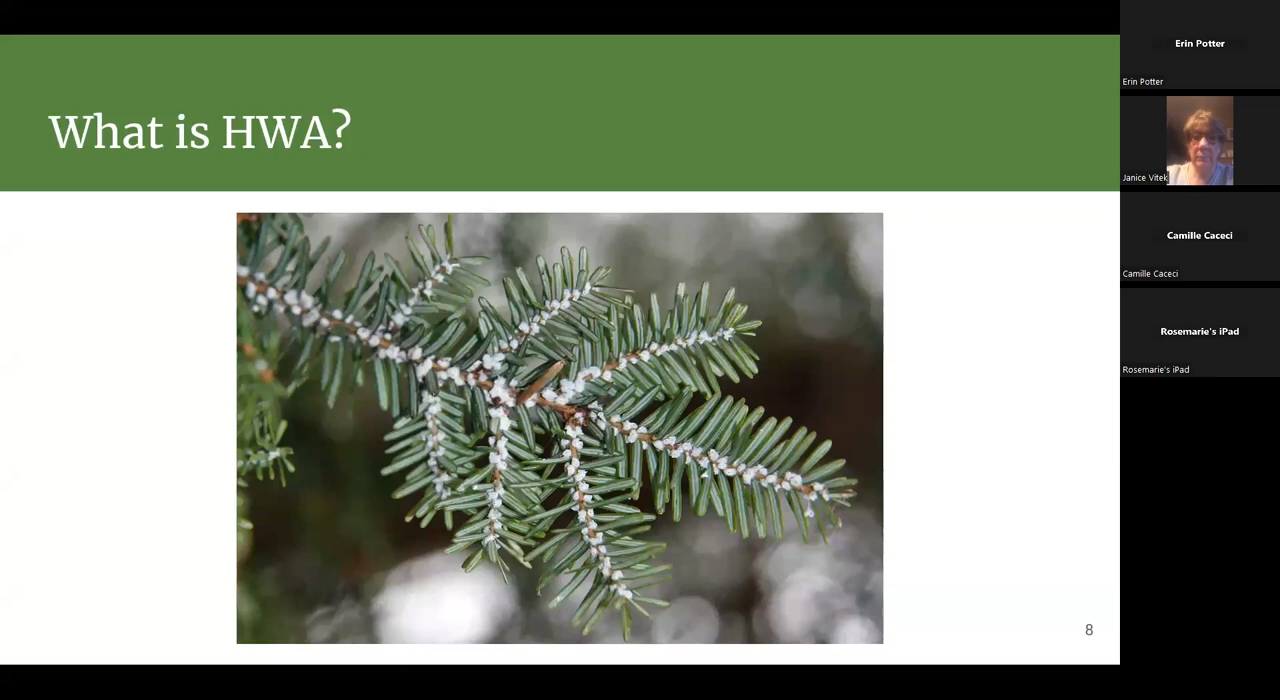 What is HWA?
8
Erin Potter
Erin Potter
Janice Vitek
Camille Caceci
Camille Caceci
Rosemarie's iPad
Rosemarie's iPad